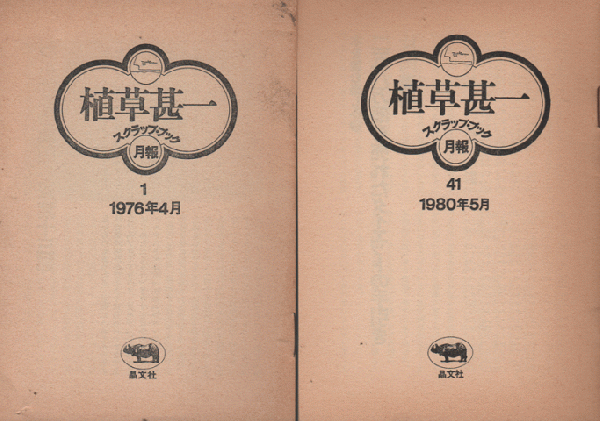 植草甚一
スクラップ・ブック
月報
1
1976年4月
晶文社
植草甚一
スクラップ・ブック
月報
41
1980年5月
晶文社